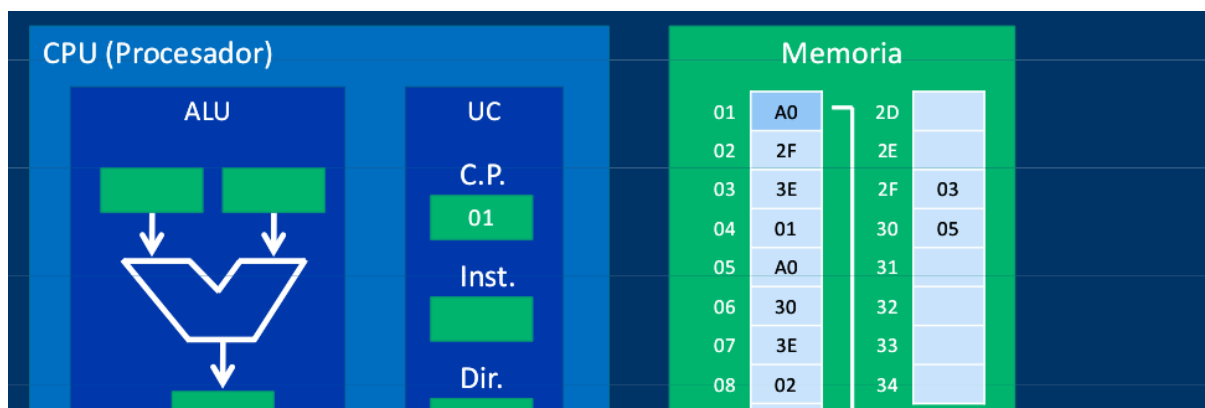 CPU (Procesador)
ALU
UC
C.P.
01
Inst.
Dir.
Memoria
01 A0
02 2F
03 3E
04 01
05 A0
06 30
07 3E
08 02
2D
2E
2F 03
30 05
31
32
33
34